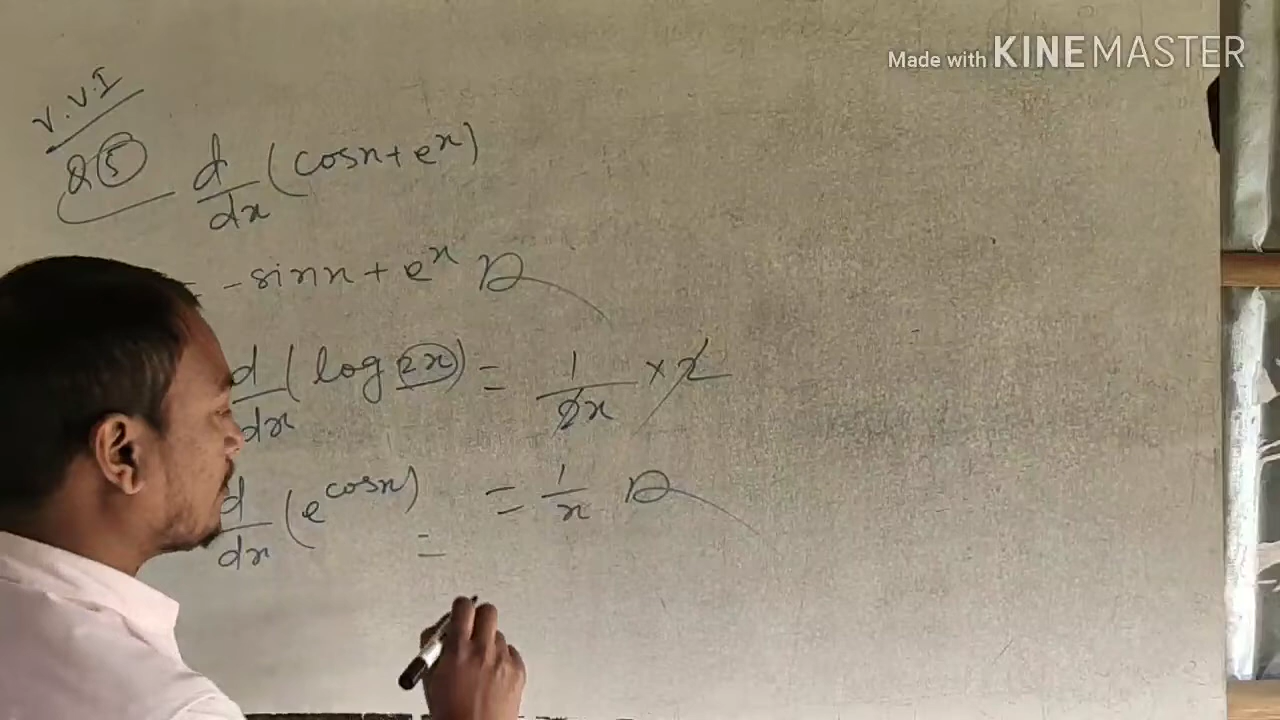 Made with KINEMASTER
V.V.I
Q⑤ d/dx (cosx+e^x)
= -sinx + e^x
d/dx (log 2x) = 1/2x × 2
d/dx (e^cosx) =
= 1/x